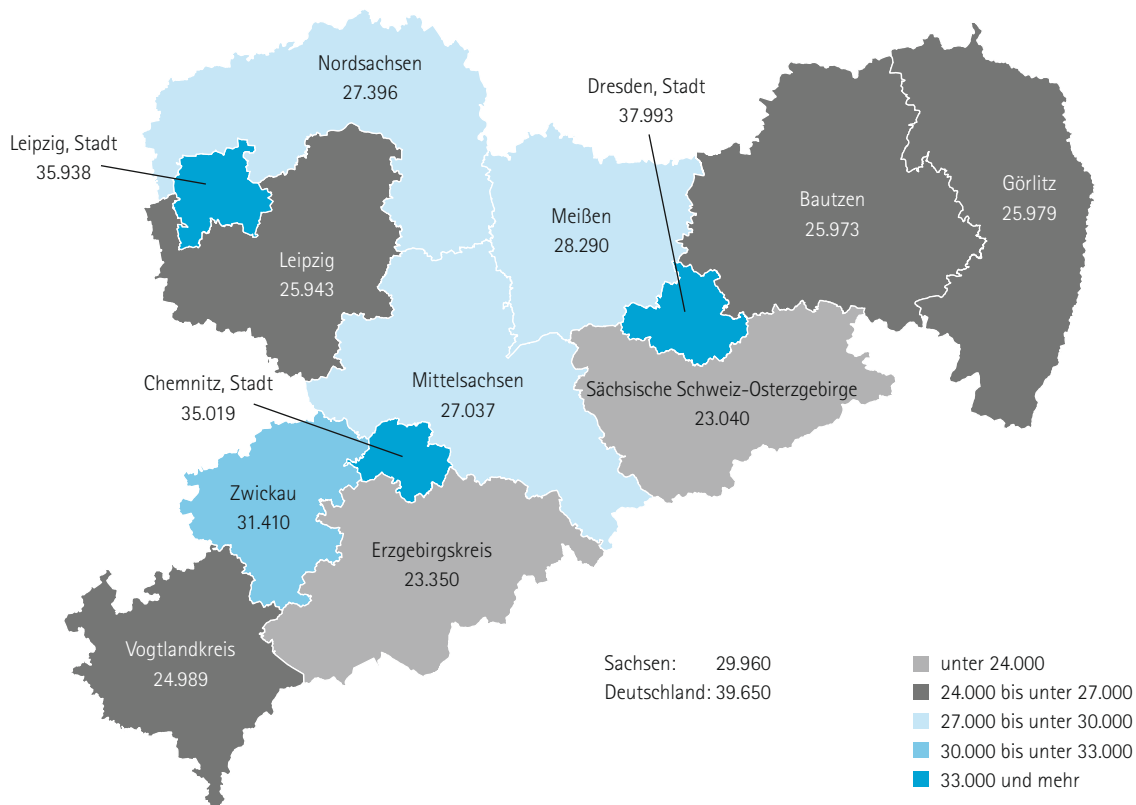 Nordsachsen
27.396
Dresden, Stadt
37.993
Leipzig, Stadt
35.938
Görlitz
25.979
Bautzen
25.973
Meißen
28.290
Leipzig
25.943
Chemnitz, Stadt
35.019
Mittelsachsen
27.037
Sächsische Schweiz-Osterzgebirge
23.040
Zwickau
31.410
Erzgebirgskreis
23.350
Vogtlandkreis
24.989
Sachsen: 29.960
Deutschland: 39.650
unter 24.000
24.000 bis unter 27.000
27.000 bis unter 30.000
30.000 bis unter 33.000
33.000 und mehr